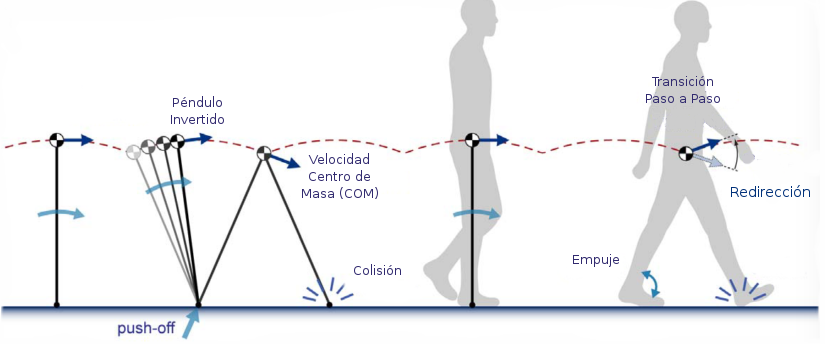 Péndulo
Invertido
Velocidad
Centro de
Masa (COM)
Colisión
push-off
Transición
Paso a Paso
Redirección
Empuje